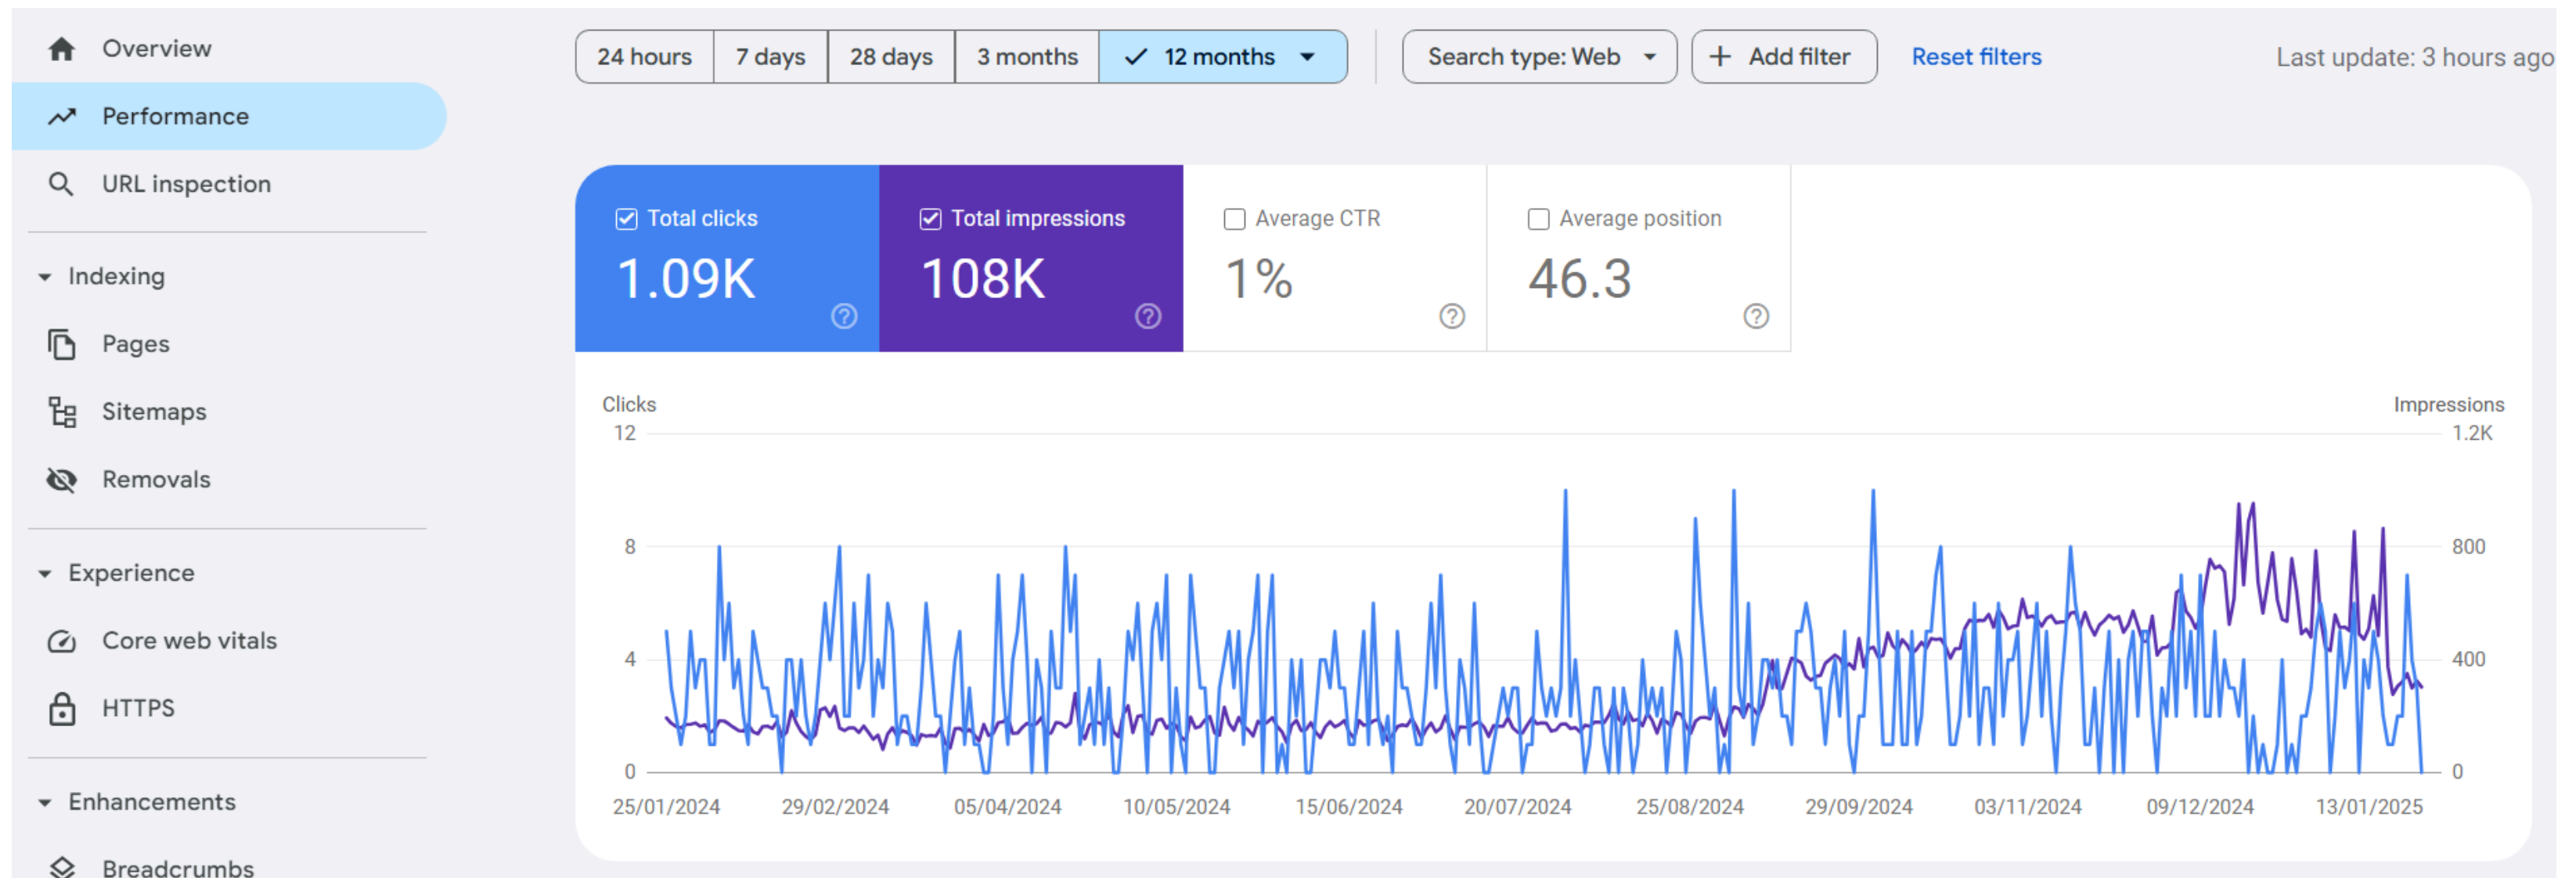 Overview
Performance
URL inspection
Indexing
Pages
Sitemaps
Removals
Experience
Core web vitals
HTTPS
Enhancements
Breadcrumbs
24 hours 7 days 28 days 3 months 12 months Search type: Web Add filter Reset filters Last update: 3 hours ago
Total clicks Total impressions Average CTR Average position
1.09K 108K 1% 46.3
Clicks Impressions
12 1.2K
8 800
4 400
0 0
25/01/2024 29/02/2024 05/04/2024 10/05/2024 15/06/2024 20/07/2024 25/08/2024 29/09/2024 03/11/2024 09/12/2024 13/01/2025